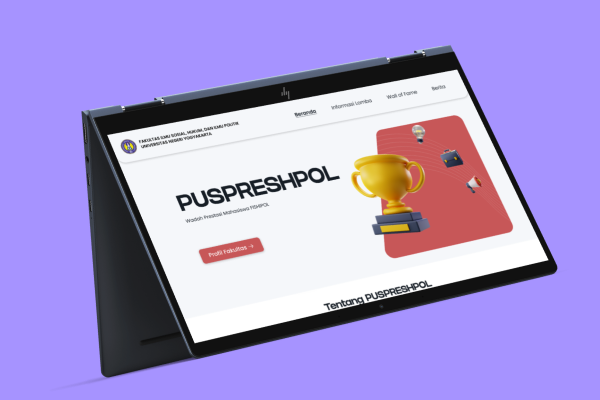 FAKULTAS ILMU SOSIAL, HUKUM, DAN ILMU POLITIK
UNIVERSITAS NEGERI YOGYAKARTA
Beranda
Informasi Lomba
Wall of Fame
Berita
PUSPRESHPOL
Wadah Prestasi Mahasiswa FISHIPOL
Profil Fakultas →
Tentang PUSPRESHPOL